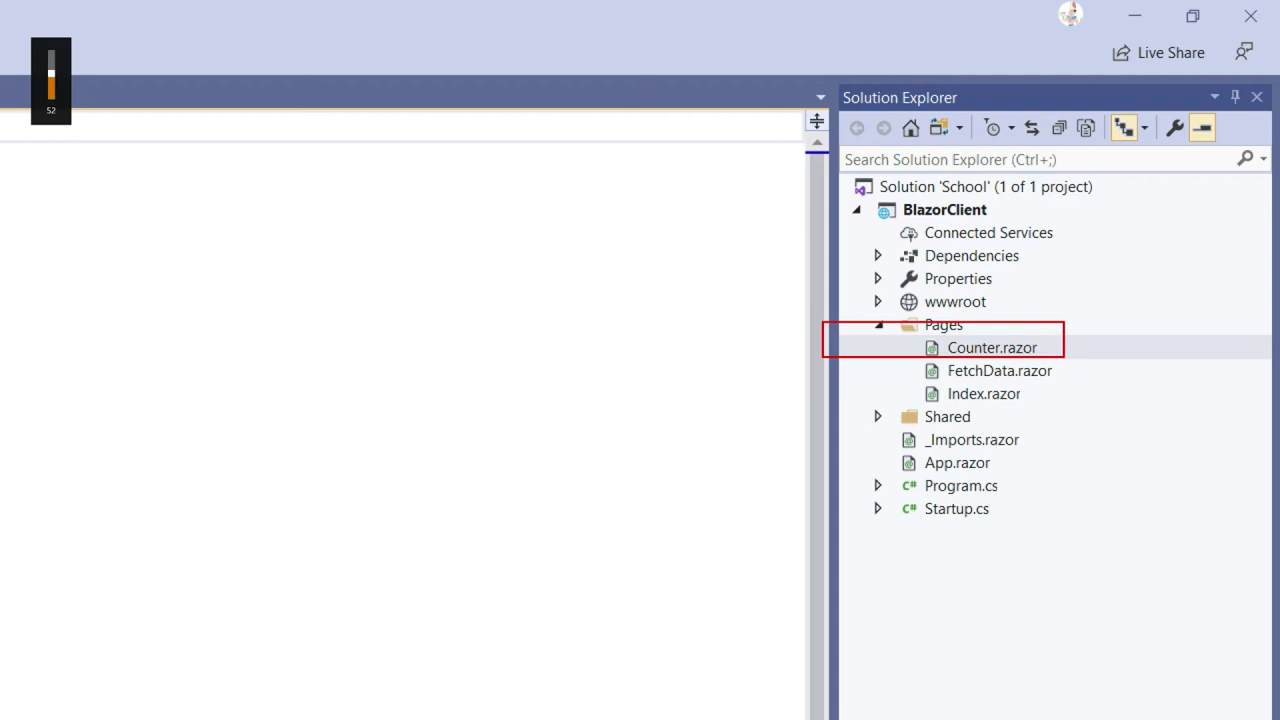 Live Share
52
Solution Explorer
Search Solution Explorer (Ctrl+;)
Solution 'School' (1 of 1 project)
BlazorClient
Connected Services
Dependencies
Properties
wwwroot
Pages
Counter.razor
FetchData.razor
Index.razor
Shared
_Imports.razor
App.razor
C# Program.cs
C# Startup.cs